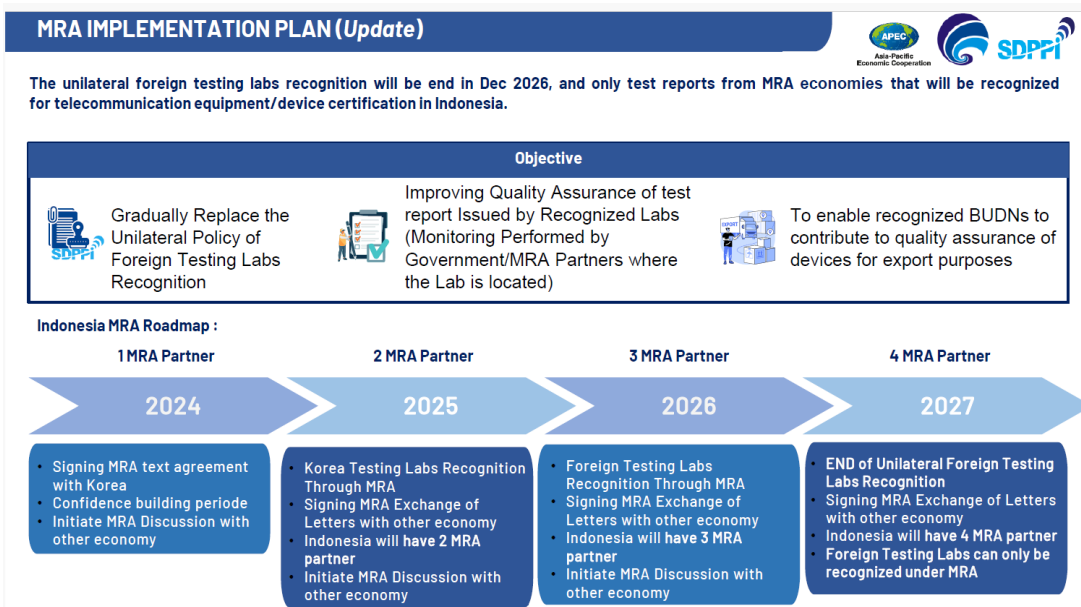 MRA IMPLEMENTATION PLAN (Update)
APEC
Asia-Pacific
Economic Cooperation
SDPPI
The unilateral foreign testing labs recognition will be end in Dec 2026, and only test reports from MRA economies that will be recognized
for telecommunication equipment/device certification in Indonesia.
Objective
SDPPI
Gradually Replace the
Unilateral Policy of
Foreign Testing Labs
Recognition
Improving Quality Assurance of test
report Issued by Recognized Labs
(Monitoring Performed by
Government/MRA Partners where
the Lab is located)
EXPORT
To enable recognized BUDNs to
contribute to quality assurance of
devices for export purposes
Indonesia MRA Roadmap :
1 MRA Partner
2 MRA Partner
3 MRA Partner
4 MRA Partner
2024
2025
2026
2027
• Signing MRA text agreement
with Korea
• Confidence building periode
• Initiate MRA Discussion with
other economy
• Korea Testing Labs Recognition
Through MRA
• Signing MRA Exchange of
Letters with other economy
• Indonesia will have 2 MRA
partner
• Initiate MRA Discussion with
other economy
• Foreign Testing Labs
Recognition Through MRA
• Signing MRA Exchange of
Letters with other economy
• Indonesia will have 3 MRA
partner
• Initiate MRA Discussion with
other economy
• END of Unilateral Foreign Testing
Labs Recognition
• Signing MRA Exchange of Letters
with other economy
• Indonesia will have 4 MRA partner
• Foreign Testing Labs can only be
recognized under MRA